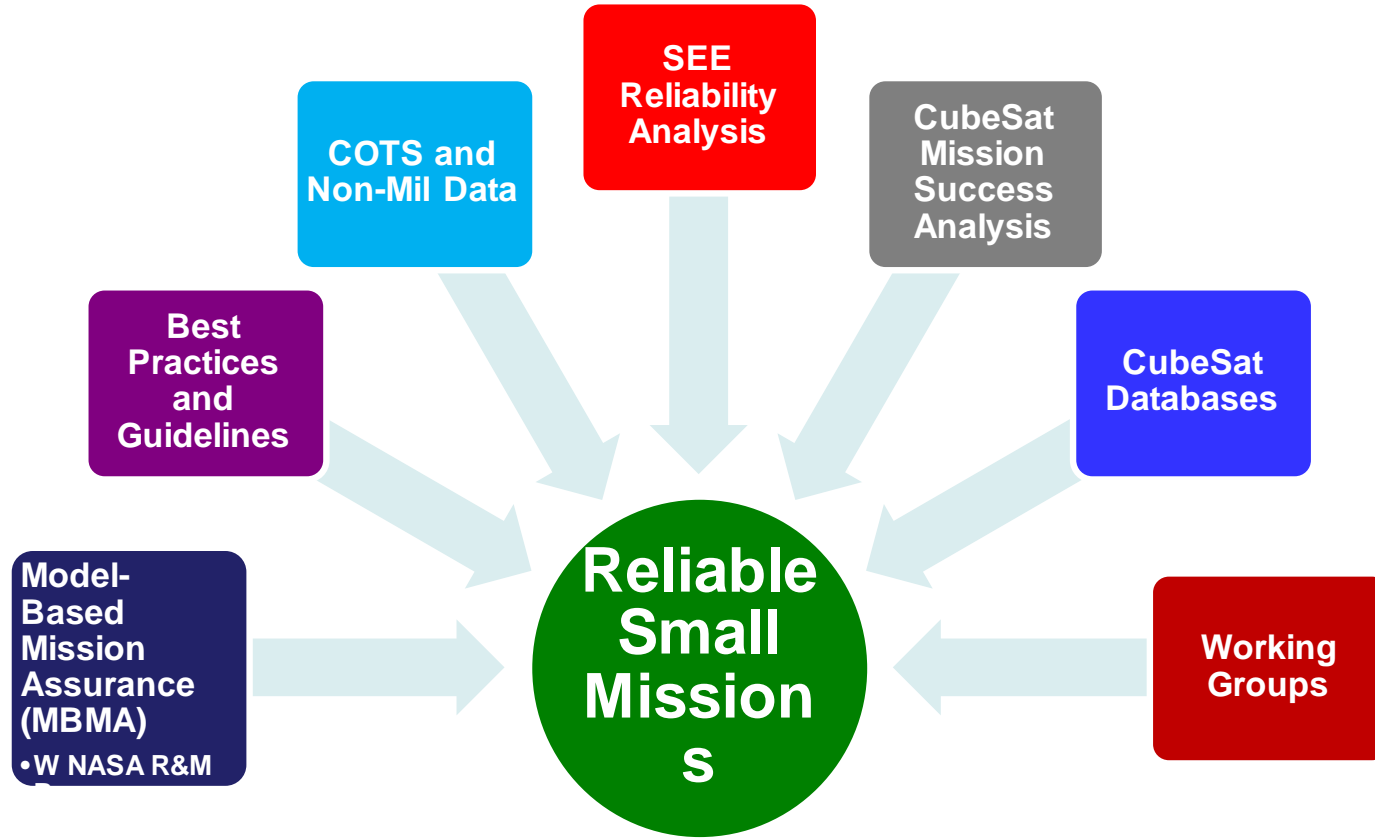 SEE
Reliability
Analysis
COTS and
Non-Mil Data
CubeSat
Mission
Success
Analysis
Best
Practices
and
Guidelines
CubeSat
Databases
Model-
Based
Mission
Assurance
(MBMA)
•W NASA R&M
Reliable
Small
Mission
s
Working
Groups